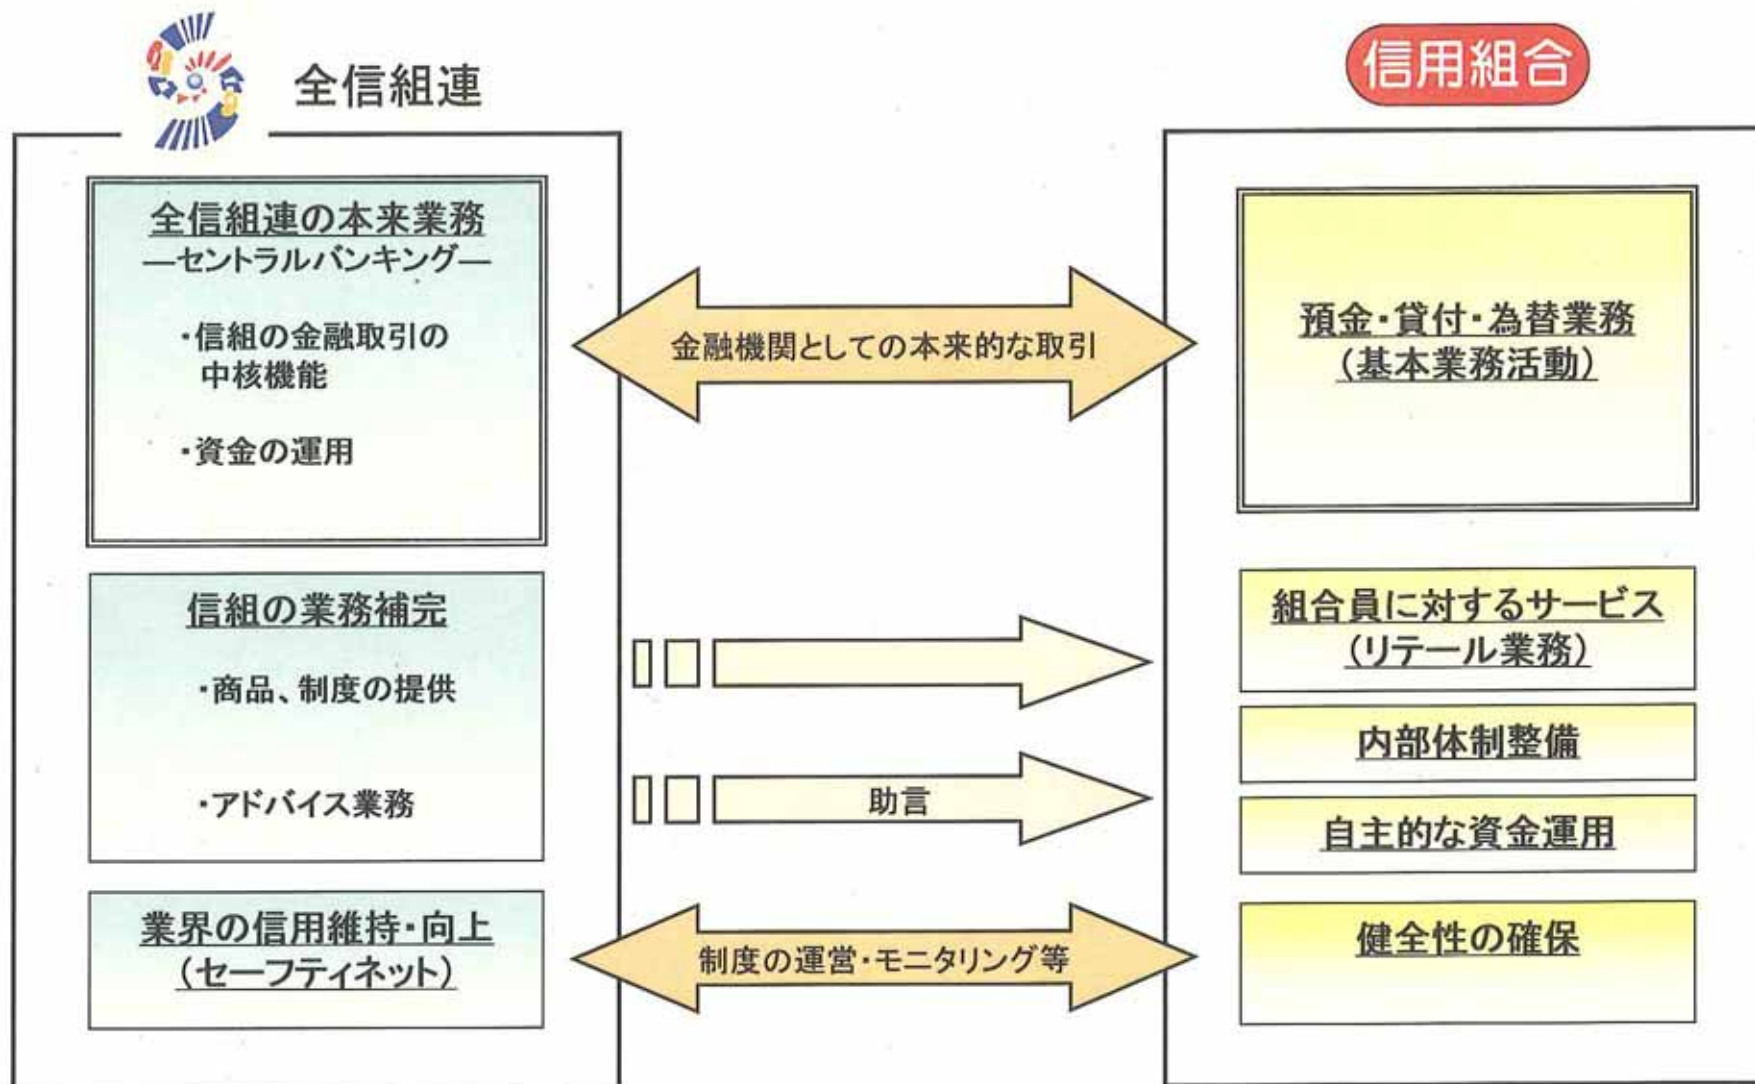 全信組連
信用組合
全信組連の本来業務
―セントラルバンキング―
・信組の金融取引の
中核機能
・資金の運用
金融機関としての本来的な取引
預金・貸付・為替業務
(基本業務活動)
信組の業務補完
・商品、制度の提供
・アドバイス業務
助言
組合員に対するサービス
(リテール業務)
内部体制整備
自主的な資金運用
業界の信用維持・向上
(セーフティネット)
制度の運営・モニタリング等
健全性の確保